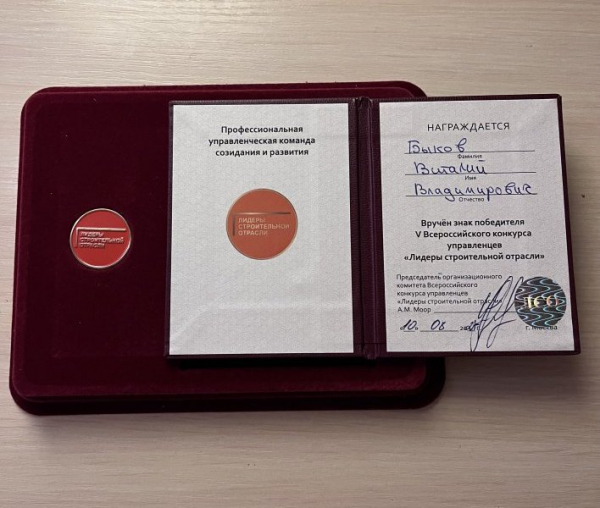 ЛИДЕРЫ
СТРОИТЕЛЬНОЙ
ОТРАСЛИ
Профессиональная
управленческая команда
созидания и развития
ЛИДЕРЫ
СТРОИТЕЛЬНОЙ
ОТРАСЛИ
НАГРАЖДАЕТСЯ
Быков
Фамилия
Виталий
Имя
Владимирович
Отчество
Вручён знак победителя
V Всероссийского конкурса
управленцев
«Лидеры строительной отрасли»
Председатель организационного
комитета Всероссийского
конкурса управленцев
«Лидеры строительной отрасли»
А.М. Моор
10. 08
г. Москва